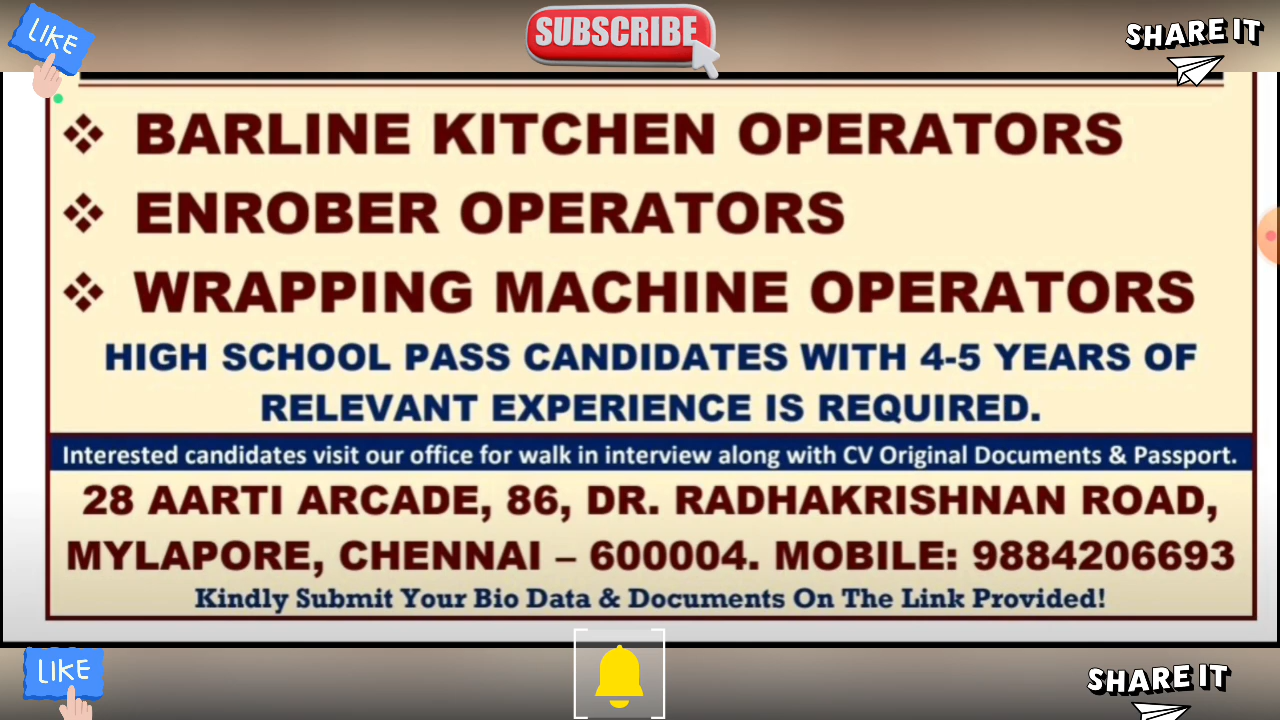 LIKE
SUBSCRIBE
SHARE IT
❖ BARLINE KITCHEN OPERATORS
❖ ENROBER OPERATORS
❖ WRAPPING MACHINE OPERATORS
HIGH SCHOOL PASS CANDIDATES WITH 4-5 YEARS OF
RELEVANT EXPERIENCE IS REQUIRED.
Interested candidates visit our office for walk in interview along with CV Original Documents & Passport.
28 AARTI ARCADE, 86, DR. RADHAKRISHNAN ROAD,
MYLAPORE, CHENNAI – 600004. MOBILE: 9884206693
Kindly Submit Your Bio Data & Documents On The Link Provided!
LIKE
SHARE IT